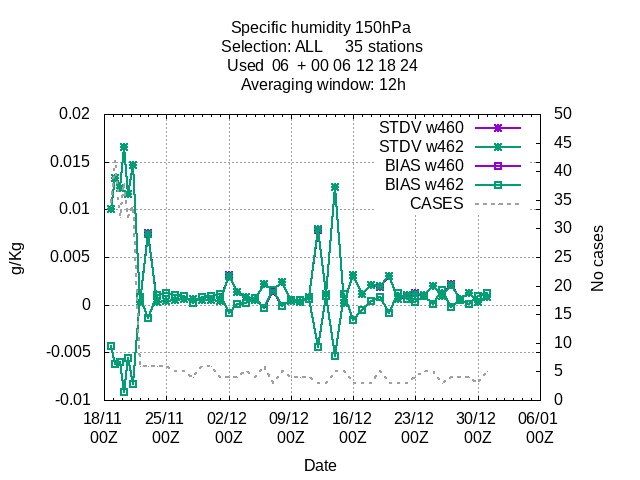 Specific humidity 150hPa
Selection: ALL     35 stations
Used  06  + 00 06 12 18 24
Averaging window: 12h
STDV w460
STDV w462
BIAS w460
BIAS w462
CASES
g/Kg
0.02
0.015
0.01
0.005
0
-0.005
-0.01
No cases
50
45
40
35
30
25
20
15
10
5
0
18/11 25/11 02/12 09/12 16/12 23/12 30/12 06/01
00Z 00Z 00Z 00Z 00Z 00Z 00Z 00Z
Date